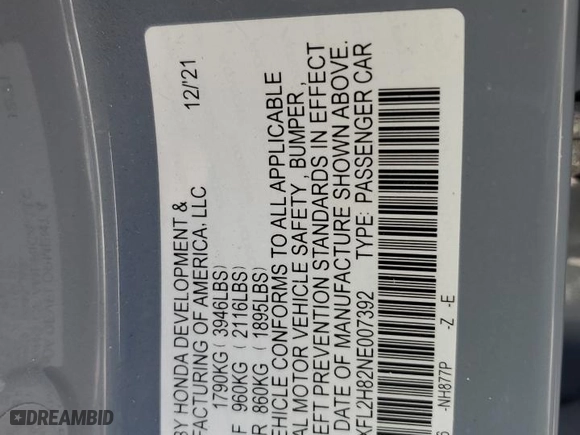 BY HONDA DEVELOPMENT &
FACTURING OF AMERICA. LLC
12/'21
1790KG ( 3946LBS)
F 960KG ( 2116LBS)
R 860KG ( 1895LBS)
VEHICLE CONFORMS TO ALL APPLICABLE
AL MOTOR VEHICLE SAFETY , BUMPER ,
EFT PREVENTION STANDARDS IN EFFECT
DATE OF MANUFACTURE SHOWN ABOVE.
XFL2H82NE007392 TYPE: PASSENGER CAR
6 -NH877P -Z -E
DREAMBID